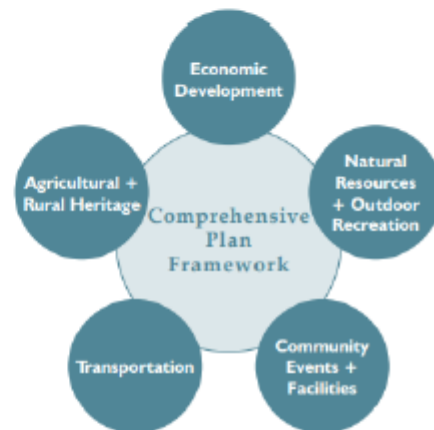 Economic
Development
Agricultural +
Rural Heritage
Natural
Resources
+ Outdoor
Recreation
Comprehensive
Plan
Framework
Transportation
Community
Events +
Facilities